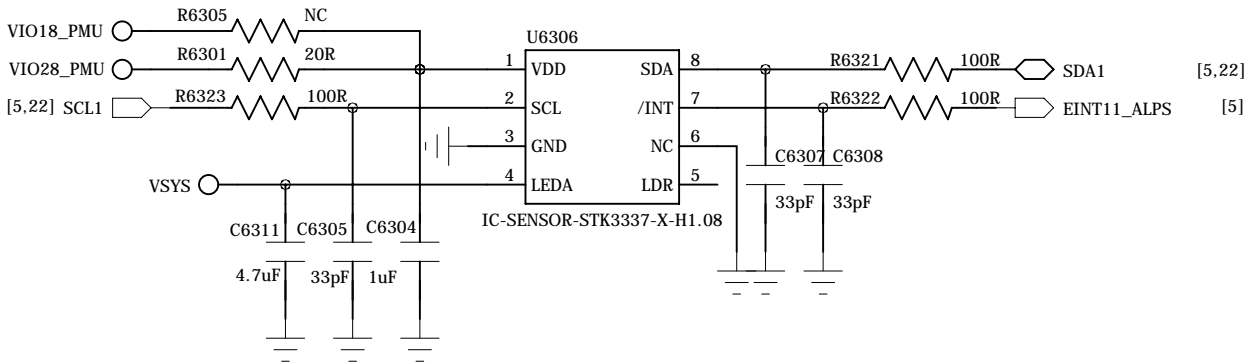 R6305 NC
VIO18_PMU
U6306
R6301 20R
VIO28_PMU
1 VDD SDA 8
R6321 100R
SDA1 [5,22]
[5,22] SCL1
R6323 100R
2 SCL /INT 7
R6322 100R
EINT11_ALPS [5]
3 GND NC 6
C6307 C6308
VSYS
4 LEDA LDR 5
33pF 33pF
IC-SENSOR-STK3337-X-H1.08
C6311 C6305 C6304
4.7uF 33pF 1uF